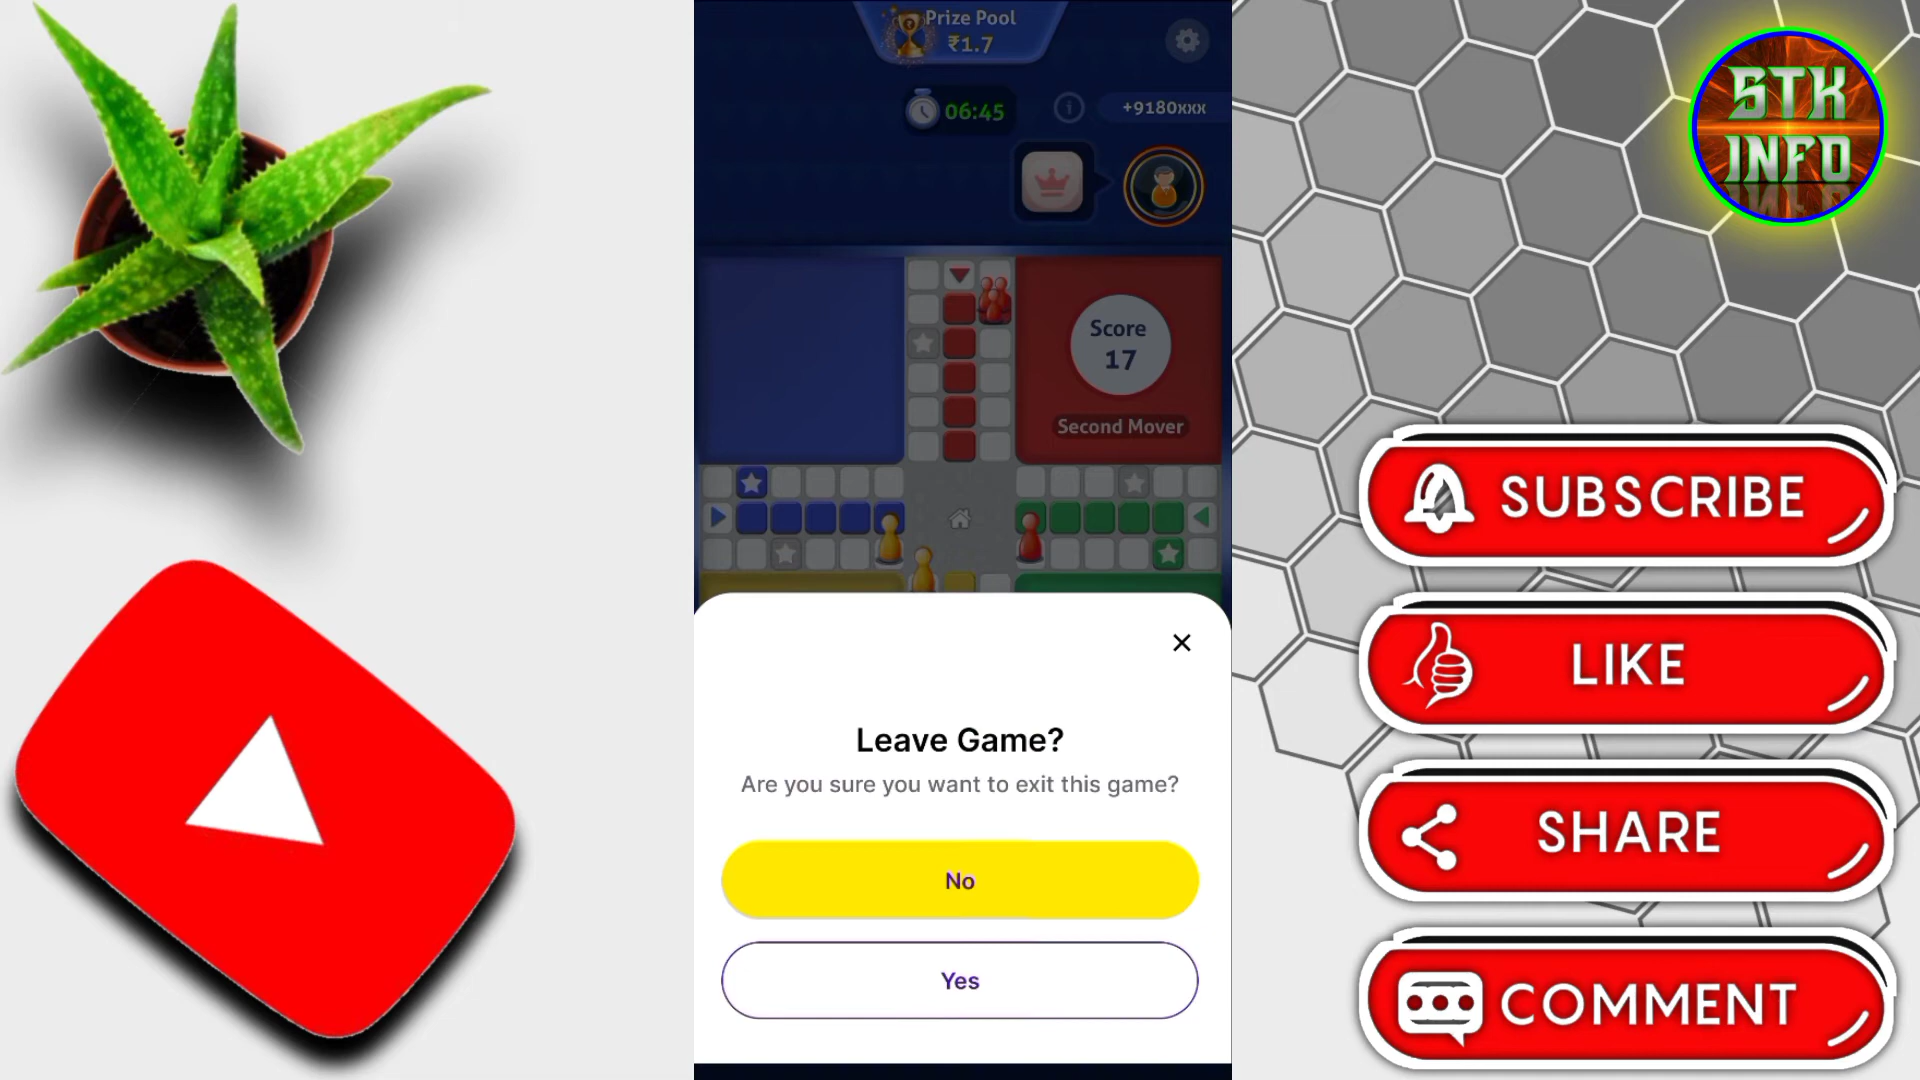 Prize Pool
₹1.7
06:45
+9180xxx
Score
17
Second Mover
Leave Game?
Are you sure you want to exit this game?
No
Yes
STK
INFO
SUBSCRIBE
LIKE
SHARE
COMMENT